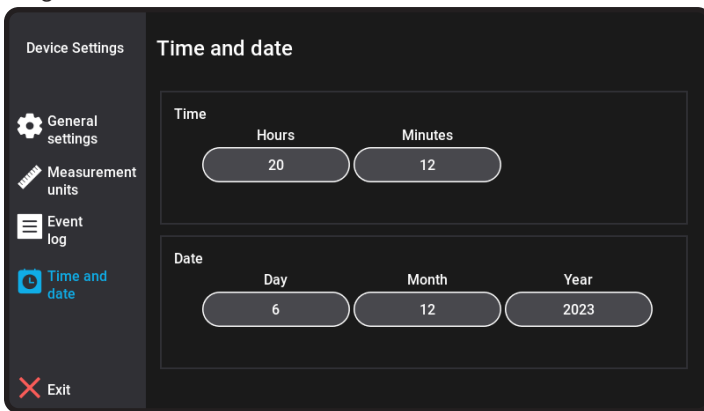 Device Settings
General
settings
Measurement
units
Event
log
Time and
date
Exit
Time and date
Time
Hours Minutes
20 12
Date
Day Month Year
6 12 2023